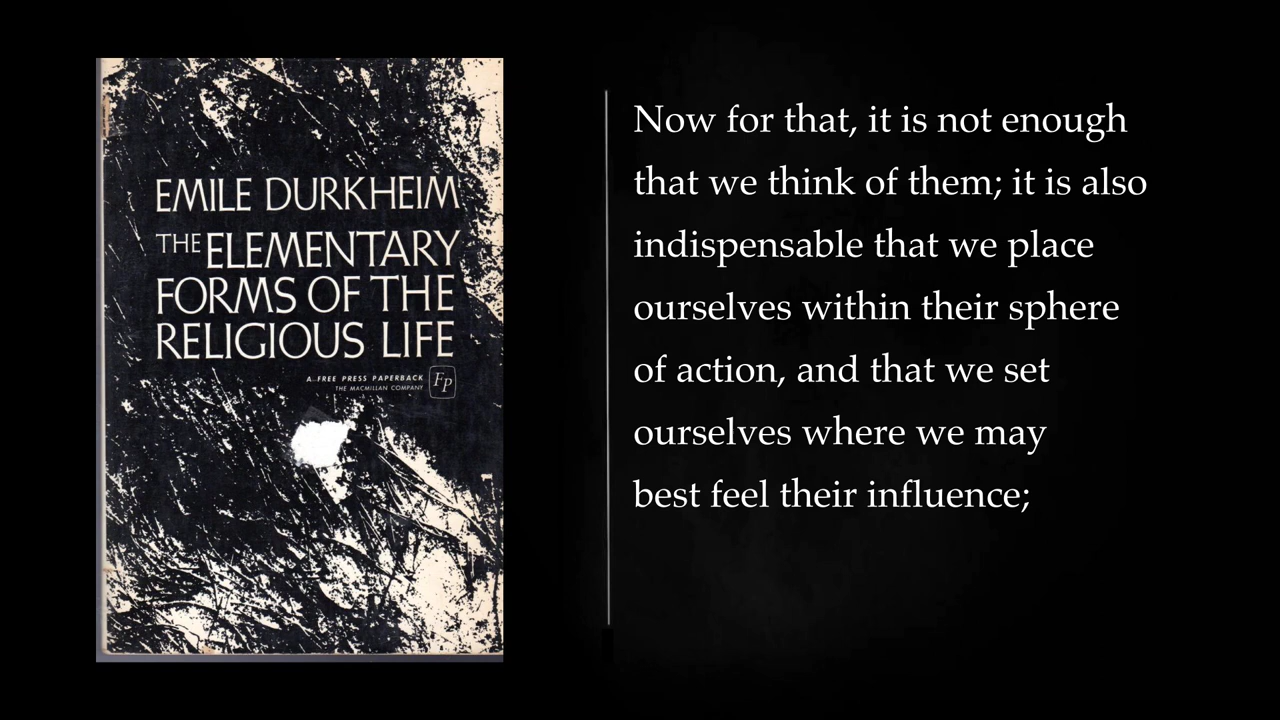 EMILE DURKHEIM
THE ELEMENTARY
FORMS OF THE
RELIGIOUS LIFE
A FREE PRESS PAPERBACK
THE MACMILLAN COMPANY
FP
Now for that, it is not enough
that we think of them; it is also
indispensable that we place
ourselves within their sphere
of action, and that we set
ourselves where we may
best feel their influence;